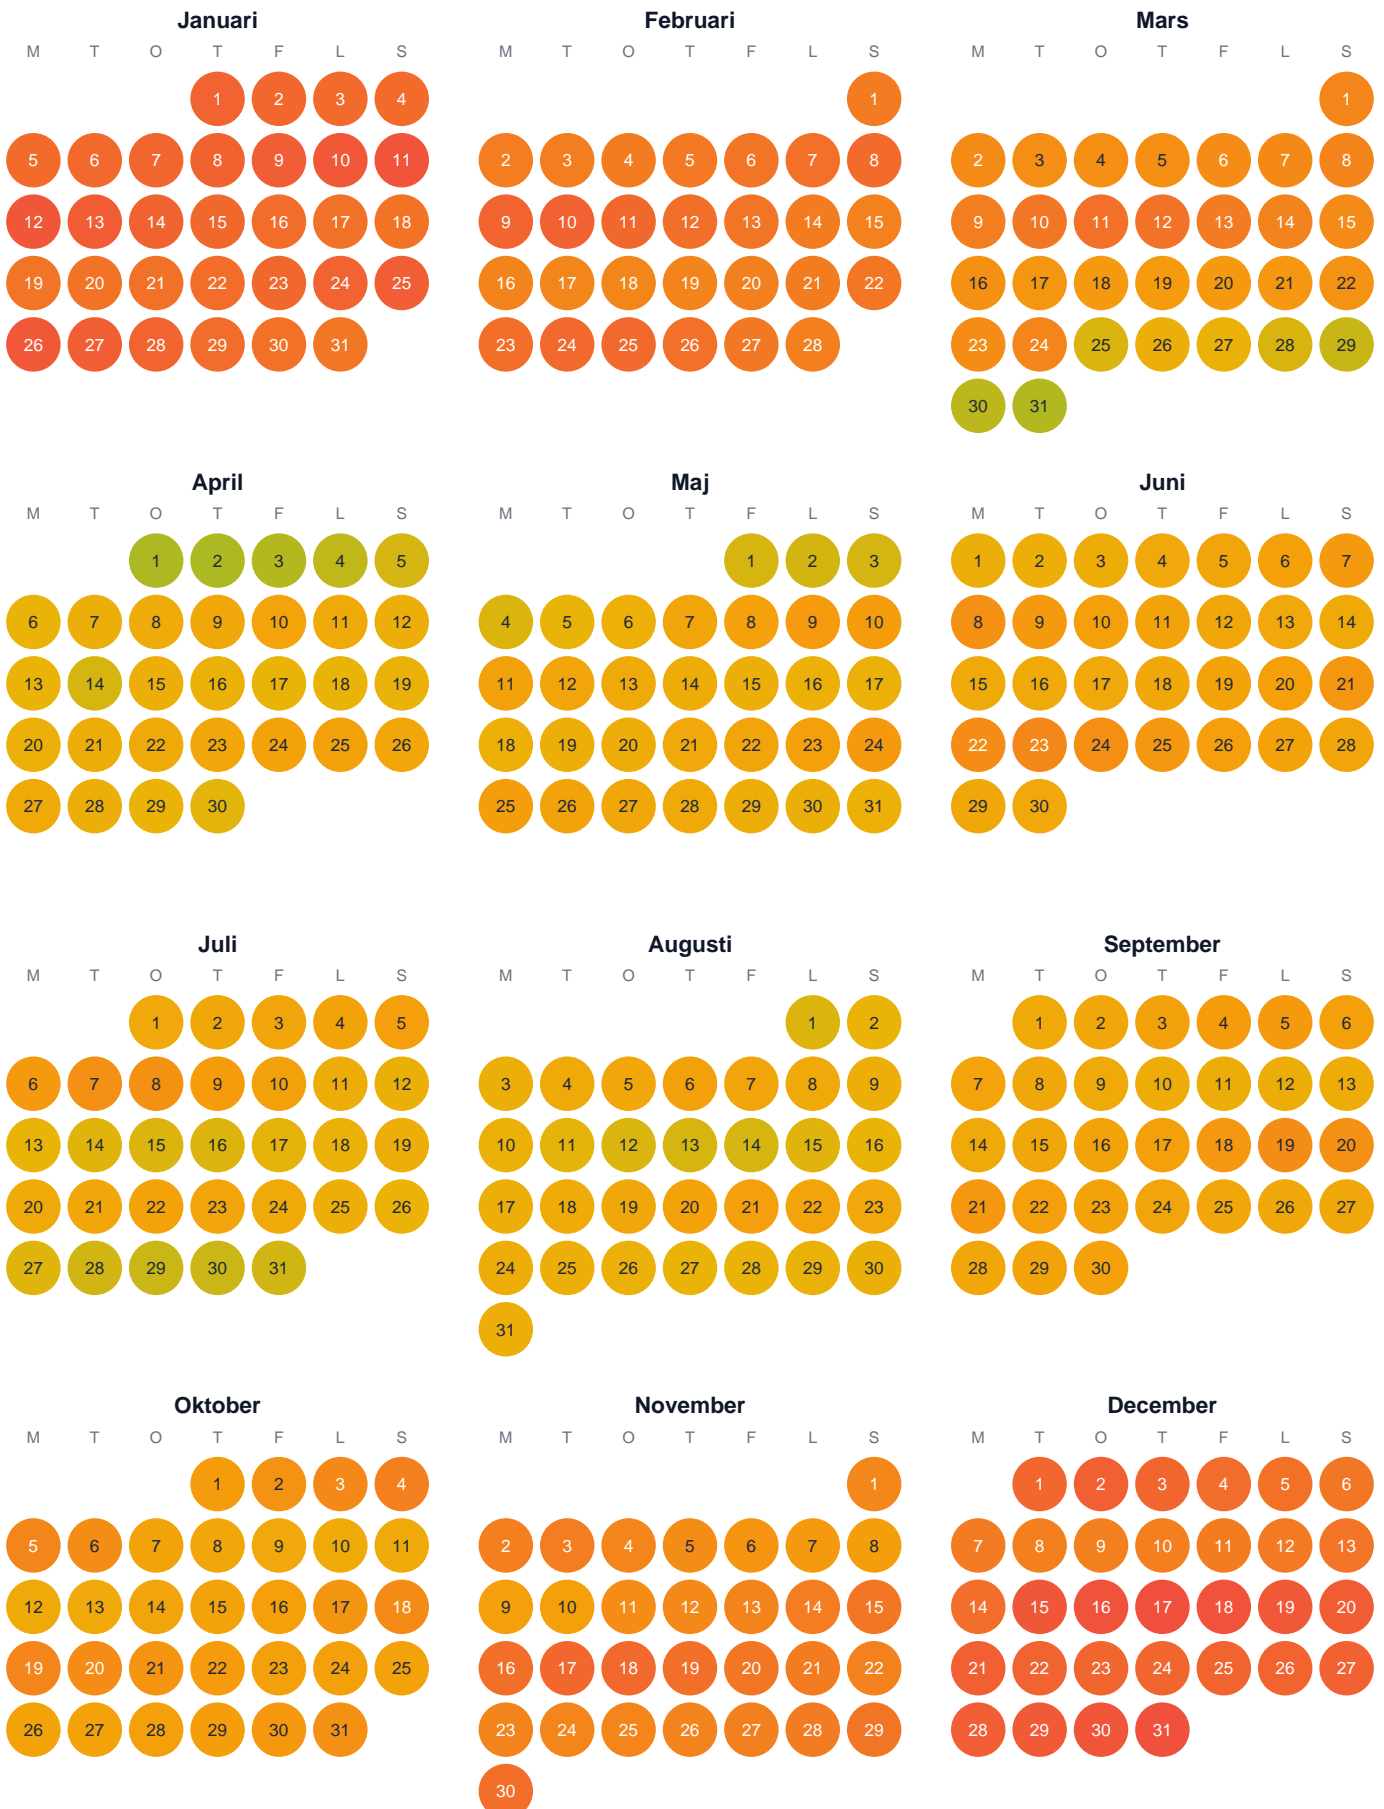 Januari
M T O T F L S
1 2 3 4
5 6 7 8 9 10 11
12 13 14 15 16 17 18
19 20 21 22 23 24 25
26 27 28 29 30 31
Februari
M T O T F L S
1
2 3 4 5 6 7 8
9 10 11 12 13 14 15
16 17 18 19 20 21 22
23 24 25 26 27 28
Mars
M T O T F L S
1
2 3 4 5 6 7 8
9 10 11 12 13 14 15
16 17 18 19 20 21 22
23 24 25 26 27 28 29
30 31
April
M T O T F L S
1 2 3 4 5
6 7 8 9 10 11 12
13 14 15 16 17 18 19
20 21 22 23 24 25 26
27 28 29 30
Maj
M T O T F L S
1 2 3
4 5 6 7 8 9 10
11 12 13 14 15 16 17
18 19 20 21 22 23 24
25 26 27 28 29 30 31
Juni
M T O T F L S
1 2 3 4 5 6 7
8 9 10 11 12 13 14
15 16 17 18 19 20 21
22 23 24 25 26 27 28
29 30
Juli
M T O T F L S
1 2 3 4 5
6 7 8 9 10 11 12
13 14 15 16 17 18 19
20 21 22 23 24 25 26
27 28 29 30 31
Augusti
M T O T F L S
1 2
3 4 5 6 7 8 9
10 11 12 13 14 15 16
17 18 19 20 21 22 23
24 25 26 27 28 29 30
31
September
M T O T F L S
1 2 3 4 5 6
7 8 9 10 11 12 13
14 15 16 17 18 19 20
21 22 23 24 25 26 27
28 29 30
Oktober
M T O T F L S
1 2 3 4
5 6 7 8 9 10 11
12 13 14 15 16 17 18
19 20 21 22 23 24 25
26 27 28 29 30 31
November
M T O T F L S
1
2 3 4 5 6 7 8
9 10 11 12 13 14 15
16 17 18 19 20 21 22
23 24 25 26 27 28 29
30
December
M T O T F L S
1 2 3 4 5 6
7 8 9 10 11 12 13
14 15 16 17 18 19 20
21 22 23 24 25 26 27
28 29 30 31